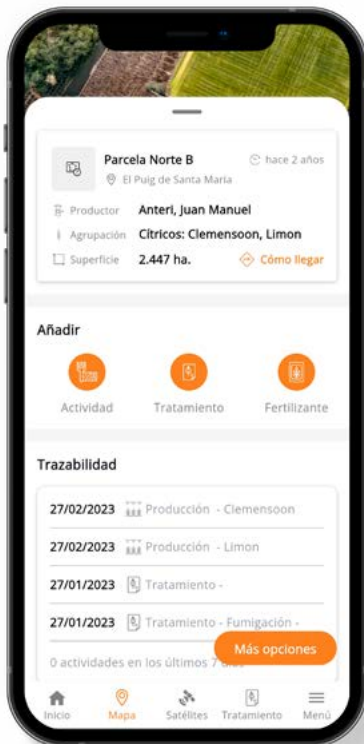 Parcela Norte B hace 2 años
El Puig de Santa Maria
Productor Anteri, Juan Manuel
Agrupación Cítricos: Clemensoon, Limon
Superficie 2.447 ha. Cómo llegar
Añadir
Actividad Tratamiento Fertilizante
Trazabilidad
27/02/2023 Producción - Clemensoon
27/02/2023 Producción - Limon
27/01/2023 Tratamiento -
27/01/2023 Tratamiento - Fumigación -
Más opciones
0 actividades en los últimos 7
Inicio Mapa Satélites Tratamiento Menú